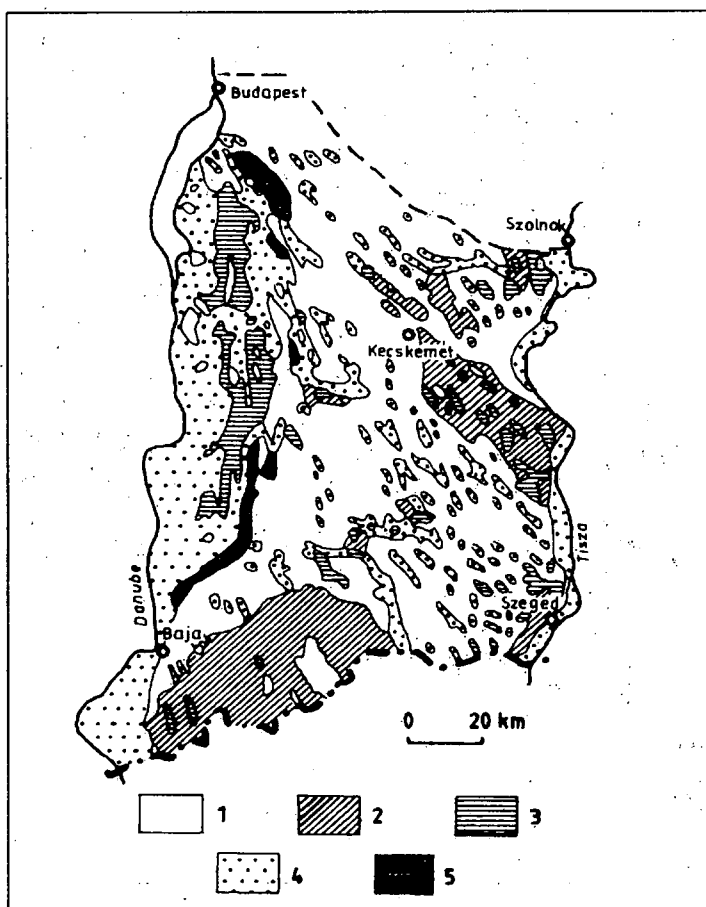 Budapest
Szolnok
Kecskemét
Danube
Tisza
Szeged
Baja
0 20 km
1 2 3
4 5